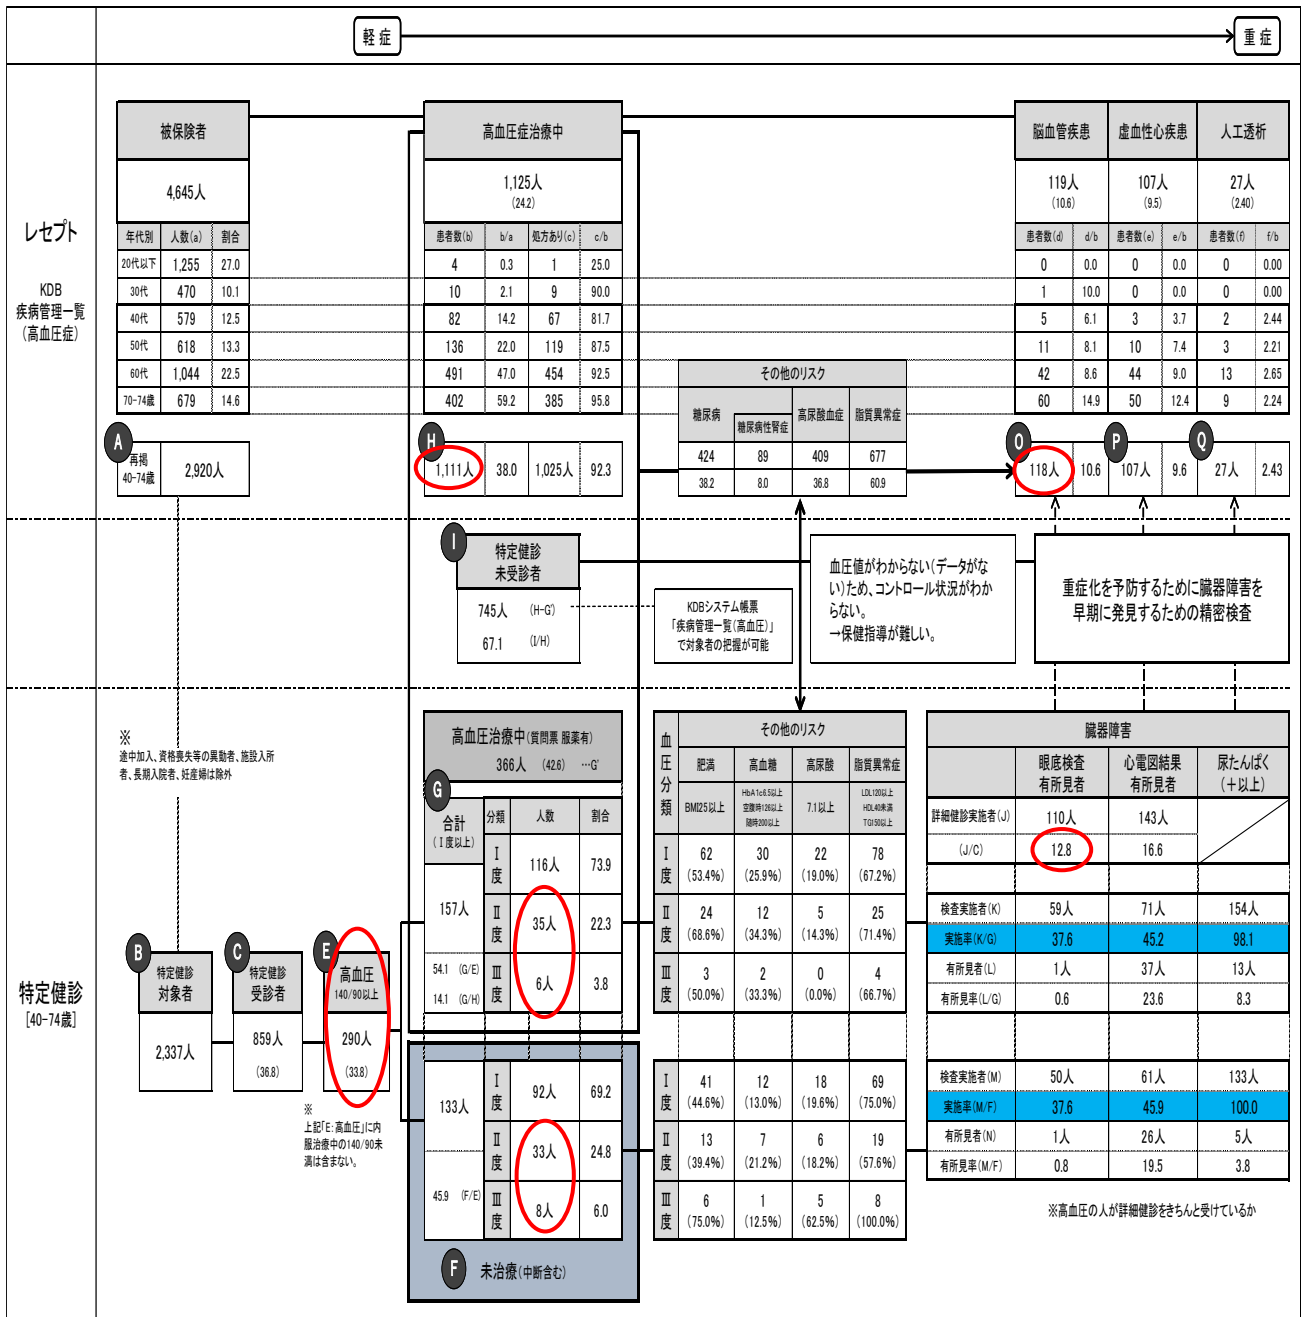 軽症
重症
レセプト
KDB
疾病管理一覧
(高血圧症)
被保険者
4,645人
年代別 人数(a) 割合
20代以下 1,255 27.0
30代 470 10.1
40代 579 12.5
50代 618 13.3
60代 1,044 22.5
70-74歳 679 14.6
A
再掲
40-74歳
2,920人
高血圧症治療中
1,125人
(24.2)
患者数(b) b/a 処方あり(c) c/b
4 0.3 1 25.0
10 2.1 9 90.0
82 14.2 67 81.7
136 22.0 119 87.5
491 47.0 454 92.5
402 59.2 385 95.8
H
1,111人 38.0 1,025人 92.3
その他のリスク
糖尿病 糖尿病性腎症 高尿酸血症 脂質異常症
424 89 409 677
38.2 8.0 36.8 60.9
脳血管疾患 虚血性心疾患 人工透析
119人 107人 27人
(10.6) (9.5) (2.40)
患者数(d) d/b 患者数(e) e/b 患者数(f) f/b
0 0.0 0 0.0 0 0.00
1 10.0 0 0.0 0 0.00
5 6.1 3 3.7 2 2.44
11 8.1 10 7.4 3 2.21
42 8.6 44 9.0 13 2.65
60 14.9 50 12.4 9 2.24
O P Q
118人 10.6 107人 9.6 27人 2.43
I
特定健診
未受診者
745人 (H-G')
67.1 (I/H)
KDBシステム帳票
「疾病管理一覧(高血圧)」
で対象者の把握が可能
血圧値がわからない(データがな
い)ため、コントロール状況がわか
らない。
→保健指導が難しい。
重症化を予防するために臓器障害を
早期に発見するための精密検査
特定健診
[40-74歳]
※
途中加入、資格喪失等の異動者、施設入所
者、長期入院者、妊産婦は除外
B
特定健診
対象者
2,337人
C
特定健診
受診者
859人
(36.8)
E
高血圧
140/90以上
290人
(33.8)
※
上記「E:高血圧」に内
服治療中の140/90未
満は含まない。
高血圧治療中(質問票 服薬有)
366人 (42.6) …G'
G
合計
(Ⅰ度以上)
分類 人数 割合
157人
54.1 (G/E)
14.1 (G/H)
Ⅰ度 116人 73.9
Ⅱ度 35人 22.3
Ⅲ度 6人 3.8
133人
45.9 (F/E)
Ⅰ度 92人 69.2
Ⅱ度 33人 24.8
Ⅲ度 8人 6.0
F
未治療(中断含む)
血圧分類
その他のリスク
肥満 高血糖 高尿酸 脂質異常症
BMI25以上
HbA1c6.5以上
空腹時126以上
随時200以上
7.1以上
LDL120以上
HDL40未満
TG150以上
Ⅰ度 62 30 22 78
(53.4%) (25.9%) (19.0%) (67.2%)
Ⅱ度 24 12 5 25
(68.6%) (34.3%) (14.3%) (71.4%)
Ⅲ度 3 2 0 4
(50.0%) (33.3%) (0.0%) (66.7%)
Ⅰ度 41 12 18 69
(44.6%) (13.0%) (19.6%) (75.0%)
Ⅱ度 13 7 6 19
(39.4%) (21.2%) (18.2%) (57.6%)
Ⅲ度 6 1 5 8
(75.0%) (12.5%) (62.5%) (100.0%)
臓器障害
眼底検査
有所見者
心電図結果
有所見者
尿たんぱく
(+以上)
詳細健診実施者(J) 110人 143人
(J/C) 12.8 16.6
検査実施者(K) 59人 71人 154人
実施率(K/G) 37.6 45.2 98.1
有所見者(L) 1人 37人 13人
有所見率(L/G) 0.6 23.6 8.3
検査実施者(M) 50人 61人 133人
実施率(M/F) 37.6 45.9 100.0
有所見者(N) 1人 26人 5人
有所見率(M/F) 0.8 19.5 3.8
※高血圧の人が詳細健診をきちんと受けているか